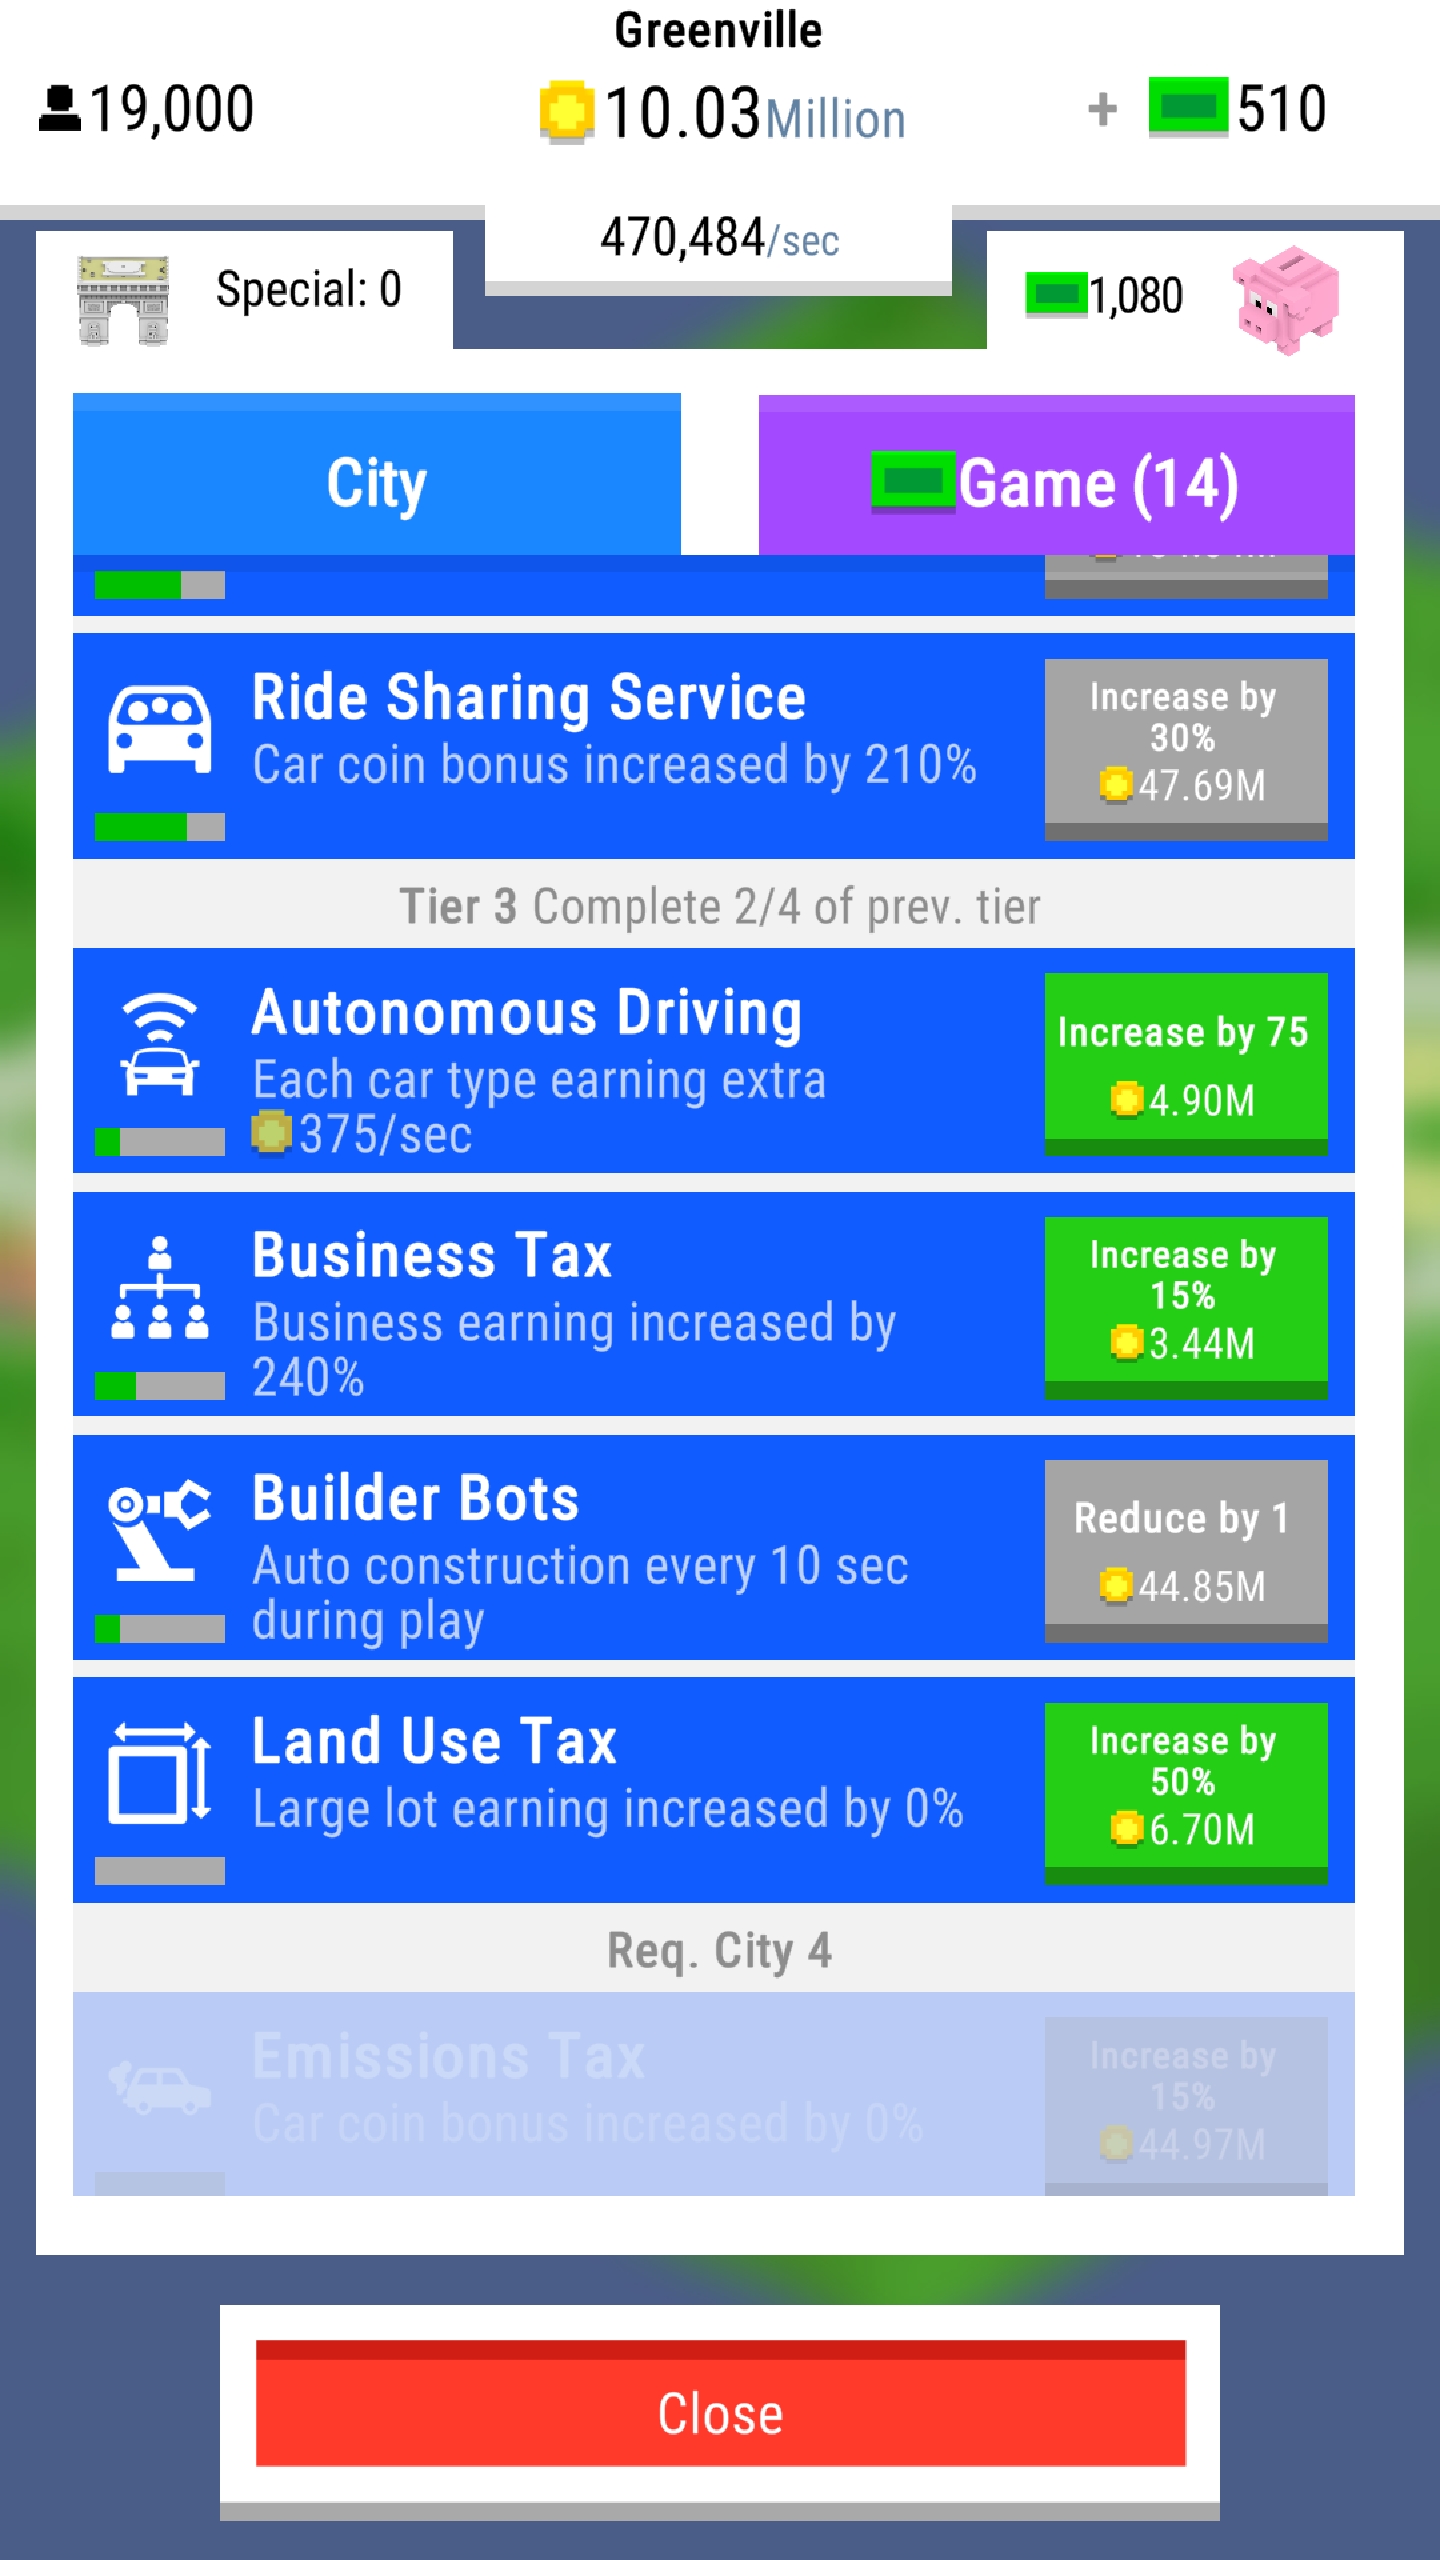 Greenville
19,000
10.03Million
+ 510
470,484/sec
Special: 0
1,080
City
Game (14)
Ride Sharing Service
Car coin bonus increased by 210%
Increase by
30%
47.69M
Tier 3 Complete 2/4 of prev. tier
Autonomous Driving
Each car type earning extra
375/sec
Increase by 75
4.90M
Business Tax
Business earning increased by
240%
Increase by
15%
3.44M
Builder Bots
Auto construction every 10 sec
during play
Reduce by 1
44.85M
Land Use Tax
Large lot earning increased by 0%
Increase by
50%
6.70M
Req. City 4
Emissions Tax
Car coin bonus increased by 0%
Increase by
15%
44.97M
Close